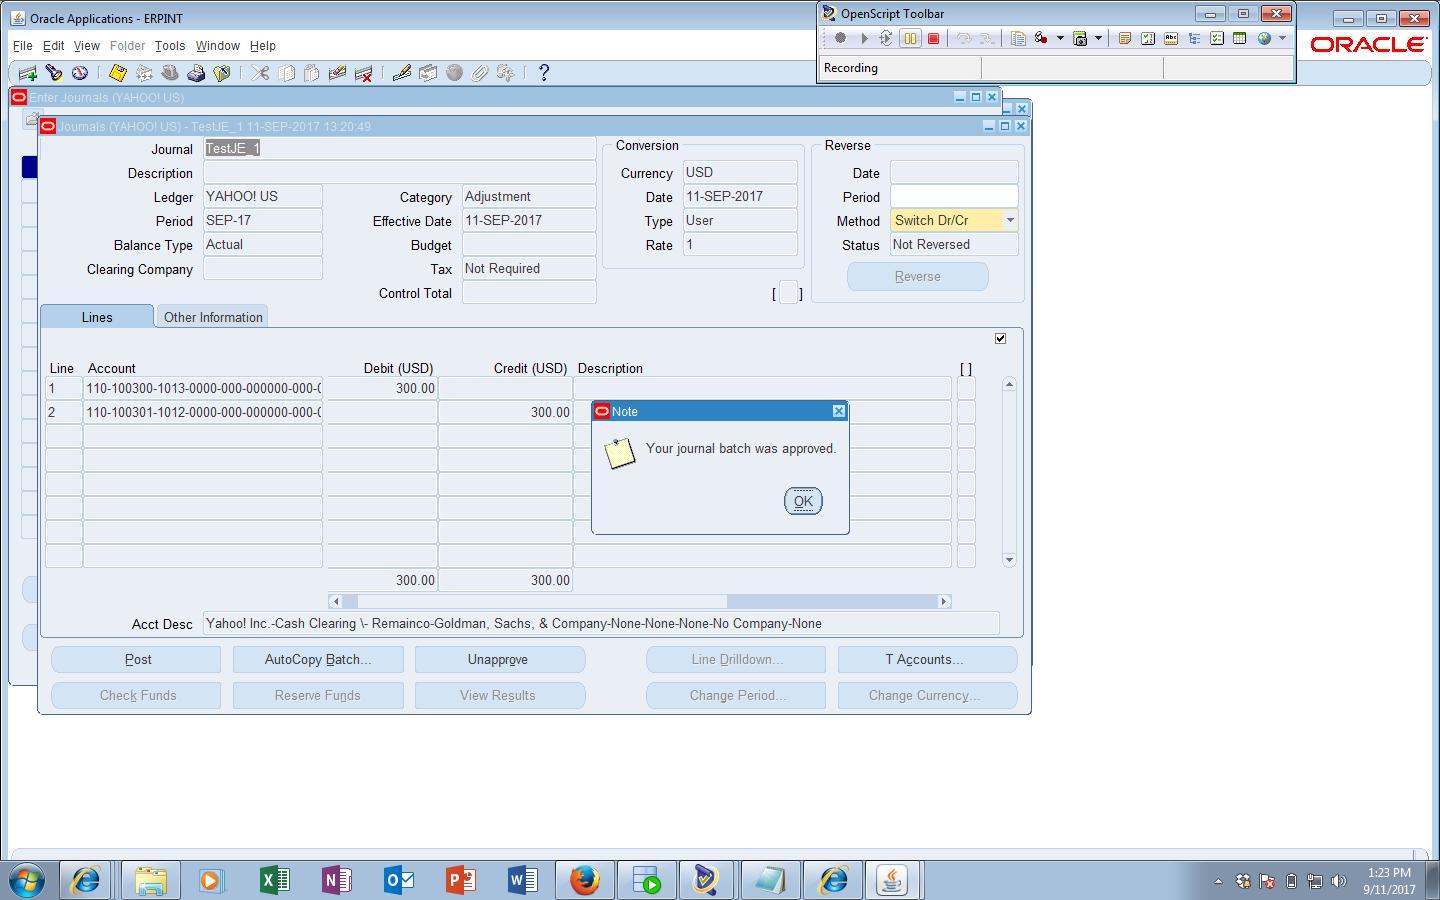 Oracle Applications - ERPINT
OpenScript Toolbar
File Edit View Folder Tools Window Help
ORACLE
Recording
Enter Journals (YAHOO! US)
Journals (YAHOO! US) - TestJE_1 11-SEP-2017 13:20:49
Journal TestJE_1
Description
Ledger YAHOO! US
Period SEP-17
Balance Type Actual
Clearing Company
Category Adjustment
Effective Date 11-SEP-2017
Budget
Tax Not Required
Control Total
Conversion
Currency USD
Date 11-SEP-2017
Type User
Rate 1
Reverse
Date
Period
Method Switch Dr/Cr
Status Not Reversed
Reverse
[ ]
Lines Other Information
Line Account Debit (USD) Credit (USD) Description [ ]
1 110-100300-1013-0000-000-000000-000-0 300.00
2 110-100301-1012-0000-000-000000-000-0 300.00
300.00 300.00
Note
Your journal batch was approved.
OK
Acct Desc Yahoo! Inc.-Cash Clearing \- Remainco-Goldman, Sachs, & Company-None-None-None-No Company-None
Post AutoCopy Batch... Unapprove Line Drilldown... T Accounts...
Check Funds Reserve Funds View Results Change Period... Change Currency...
1:23 PM
9/11/2017